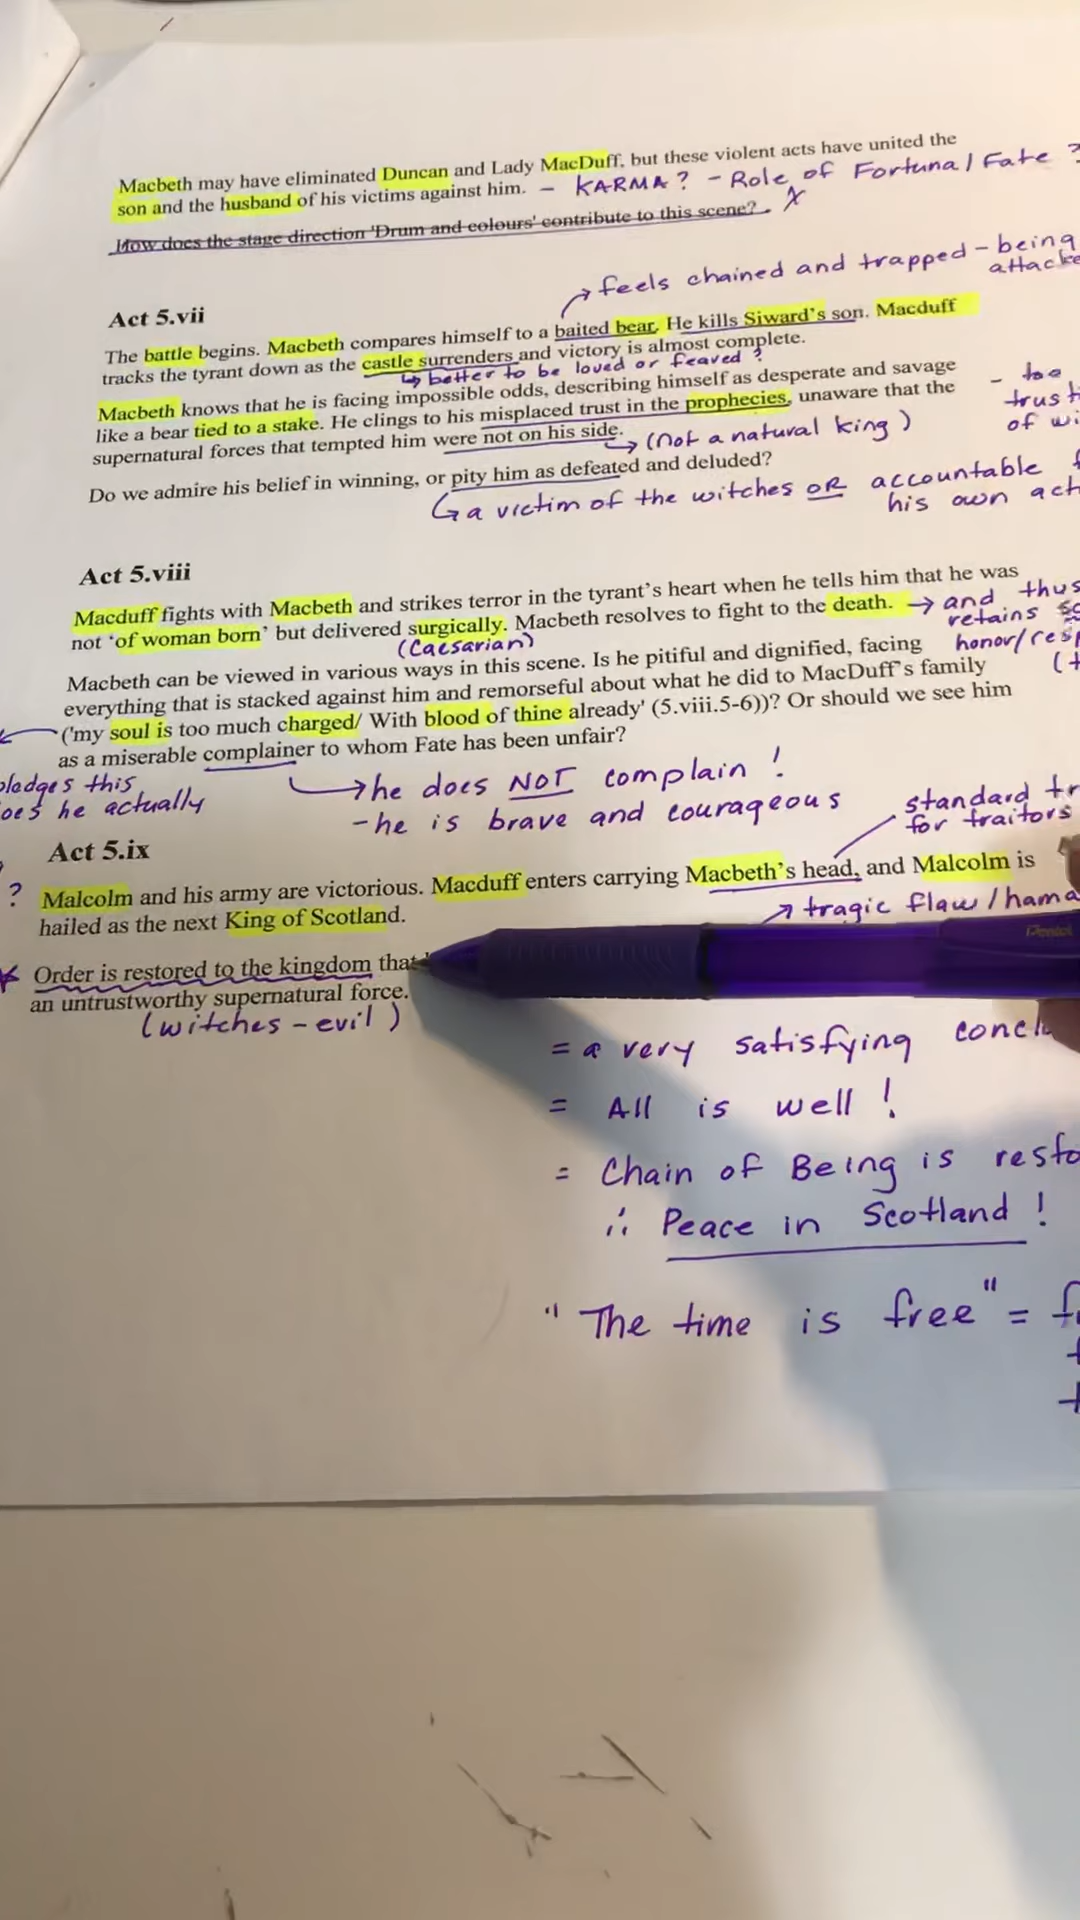 Macbeth may have eliminated Duncan and Lady MacDuff, but these violent acts have united the
son and the husband of his victims against him. - KARMA? - Role of Fortuna/Fate ?
How does the stage direction 'Drum and colours' contribute to this scene? X
feels chained and trapped - being
Act 5.vii
The battle begins. Macbeth compares himself to a baited bear. He kills Siward's son. Macduff
tracks the tyrant down as the castle surrenders and victory is almost complete.
better to be loved or feared ?
Macbeth knows that he is facing impossible odds, describing himself as desperate and savage
like a bear tied to a stake. He clings to his misplaced trust in the prophecies, unaware that the
supernatural forces that tempted him were not on his side.
(not a natural king)
- too
of
Do we admire his belief in winning, or pity him as defeated and deluded?
a victim of the witches OR accountable
his own
Act 5.viii
Macduff fights with Macbeth and strikes terror in the tyrant's heart when he tells him that he was
not 'of woman born' but delivered surgically. Macbeth resolves to fight to the death. → and thus
retains
(Caesarian)
honor/
Macbeth can be viewed in various ways in this scene. Is he pitiful and dignified, facing
everything that is stacked against him and remorseful about what he did to MacDuff's family
('my soul is too much charged/ With blood of thine already' (5.viii.5-6))? Or should we see him
as a miserable complainer to whom Fate has been unfair?
this
he actually
he does NOT complain !
- he is brave and courageous
standard
for traitors
Act 5.ix
? Malcolm and his army are victorious. Macduff enters carrying Macbeth's head, and Malcolm is
hailed as the next King of Scotland.
tragic flaw/
Pentel
Order is restored to the kingdom that
an untrustworthy supernatural force.
(witches - evil)
= a very satisfying
= All is well !
= Chain of Being is
∴ Peace in Scotland !
"The time is free" =